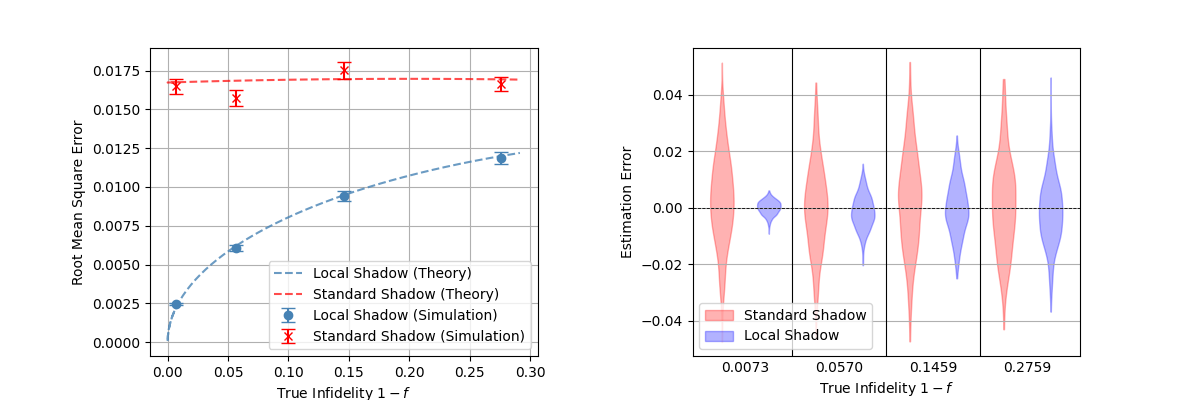 Root Mean Square Error
0.0175
0.0150
0.0125
0.0100
0.0075
0.0050
0.0025
0.0000
Local Shadow (Theory)
Standard Shadow (Theory)
Local Shadow (Simulation)
Standard Shadow (Simulation)
0.00 0.05 0.10 0.15 0.20 0.25 0.30
True Infidelity 1 − f
Estimation Error
0.04
0.02
0.00
−0.02
−0.04
Standard Shadow
Local Shadow
0.0073 0.0570 0.1459 0.2759
True Infidelity 1 − f